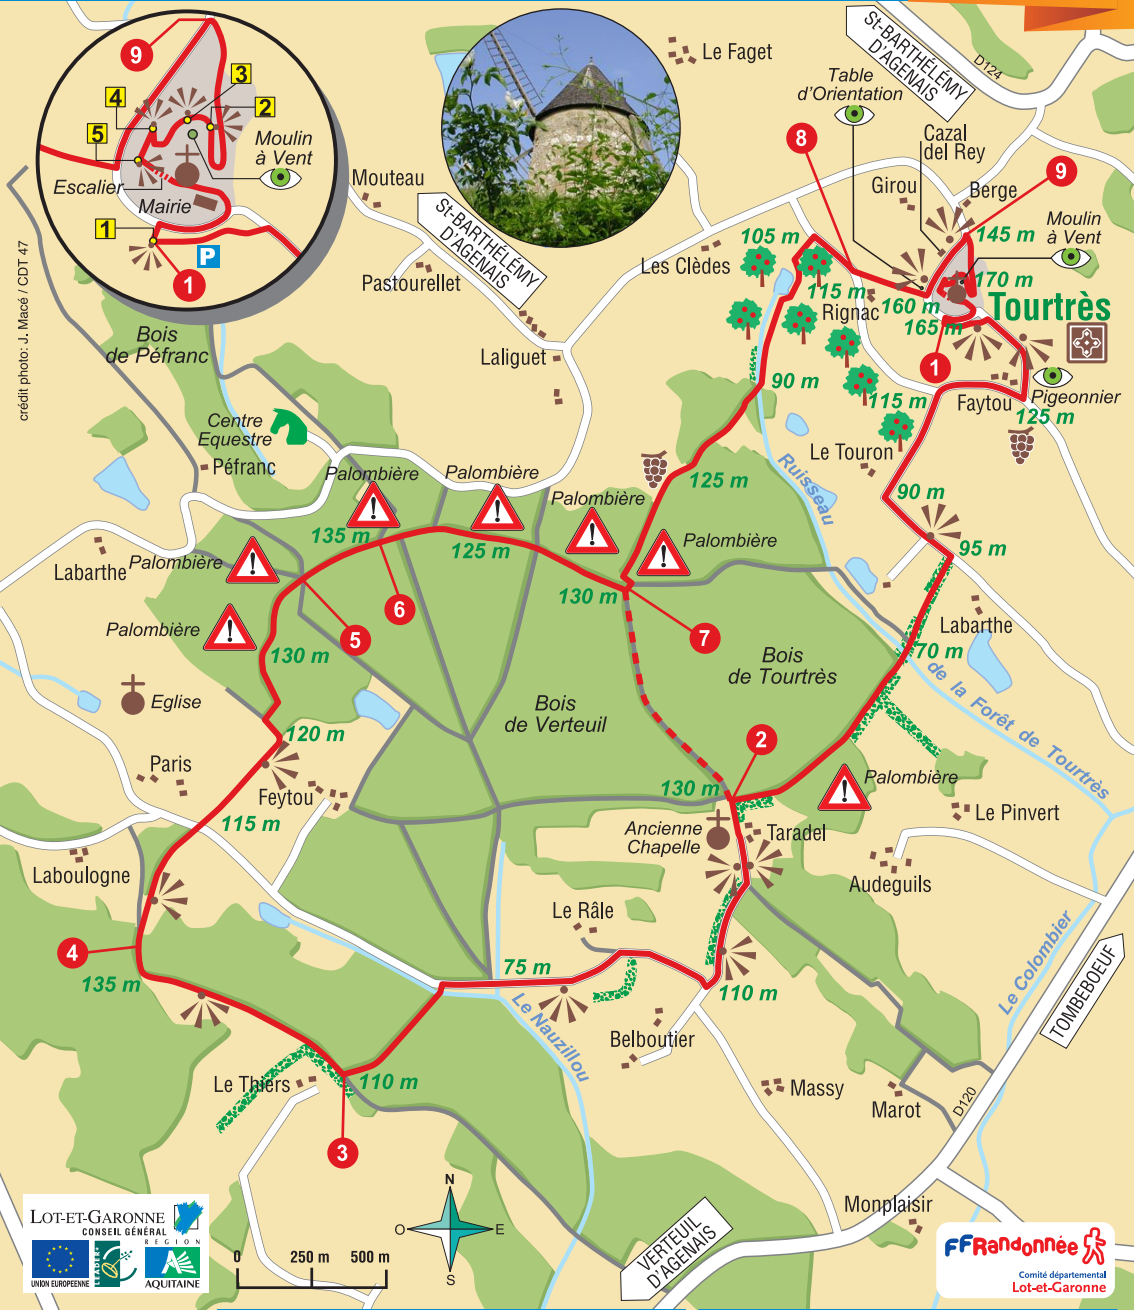 9
3
4
2
5
Moulin
à Vent
Escalier
Mairie
1
P
1
crédit photo: J. Macé / CDT 47
Le Faget
St-BARTHÉLÉMY
D'AGENAIS
D124
Table
d'Orientation
8
Cazal
del Rey
Girou
Berge
9
Mouteau
St-BARTHÉLÉMY
D'AGENAIS
Pastourellet
Les Clèdes
105 m
145 m
Moulin
à Vent
115 m
Rignac
160 m
170 m
Tourtrès
165 m
1
Bois
de Péfranc
Laliguet
90 m
115 m
Faytou
Pigeonnier
125 m
Centre
Equestre
Péfranc
Palombière
Palombière
Palombière
Le Touron
Ruisseau
125 m
90 m
135 m
125 m
Palombière
95 m
Labarthe
Palombière
130 m
6
Palombière
5
7
Labarthe
130 m
70 m
Bois
de Tourtrès
de la Forêt de Tourtrès
Eglise
Bois
de Verteuil
120 m
2
Paris
Feytou
130 m
Palombière
115 m
Ancienne
Chapelle
Taradel
Le Pinvert
Laboulogne
Audeguils
Le Râle
4
135 m
75 m
110 m
Le Colombier
TOMBEBOEUF
Le Nauzillou
Belboutier
Le Thiers
110 m
Massy
Marot
D120
3
N
O
E
S
Monplaisir
VERTEUIL
D'AGENAIS
0
250 m
500 m
LOT-ET-GARONNE
CONSEIL GÉNÉRAL
UNION EUROPEENNE
LEADER+
REGION
AQUITAINE
FFRandonnée
Comité départemental
Lot-et-Garonne